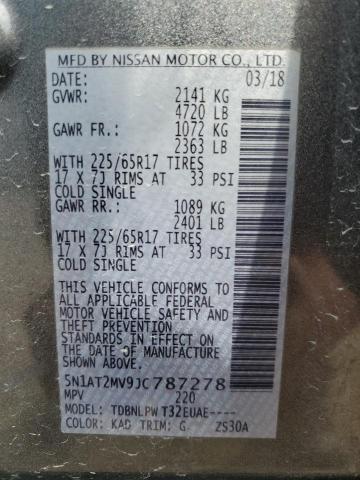 MFD BY NISSAN MOTOR CO., LTD.
DATE: 03/18
GVWR: 2141 KG
4720 LB
GAWR FR.: 1072 KG
2363 LB
WITH 225/65R17 TIRES
17 X 7J RIMS AT 33 PSI
COLD SINGLE
GAWR RR.: 1089 KG
2401 LB
WITH 225/65R17 TIRES
17 X 7J RIMS AT 33 PSI
COLD SINGLE
THIS VEHICLE CONFORMS TO
ALL APPLICABLE FEDERAL
MOTOR VEHICLE SAFETY AND
THEFT PREVENTION
STANDARDS IN EFFECT ON
THE DATE OF MANUFACTURE
SHOWN ABOVE.
5N1AT2MV9JC787278
MPV 220
MODEL: TDBNLPW T32EUAE----
COLOR: KAD TRIM: G ZS30A